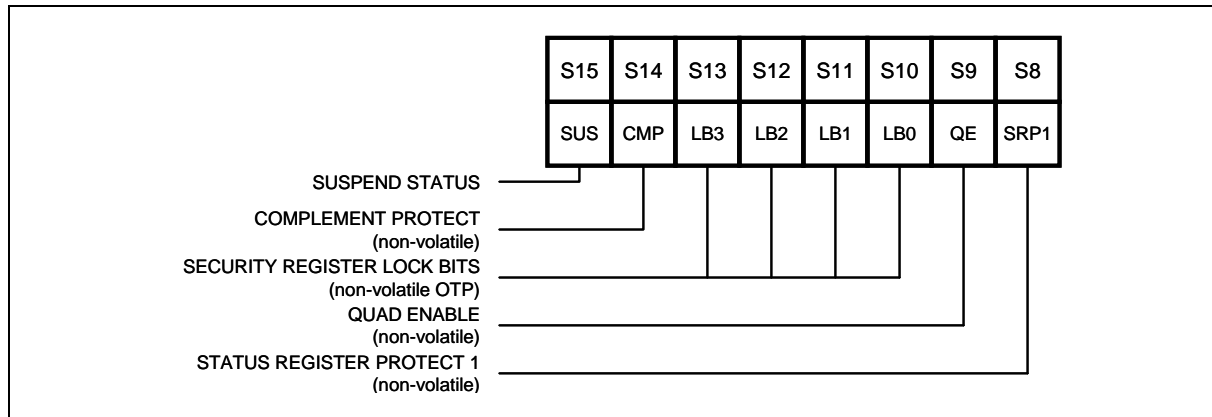 S15 S14 S13 S12 S11 S10 S9 S8
SUS CMP LB3 LB2 LB1 LB0 QE SRP1
SUSPEND STATUS
COMPLEMENT PROTECT
(non-volatile)
SECURITY REGISTER LOCK BITS
(non-volatile OTP)
QUAD ENABLE
(non-volatile)
STATUS REGISTER PROTECT 1
(non-volatile)